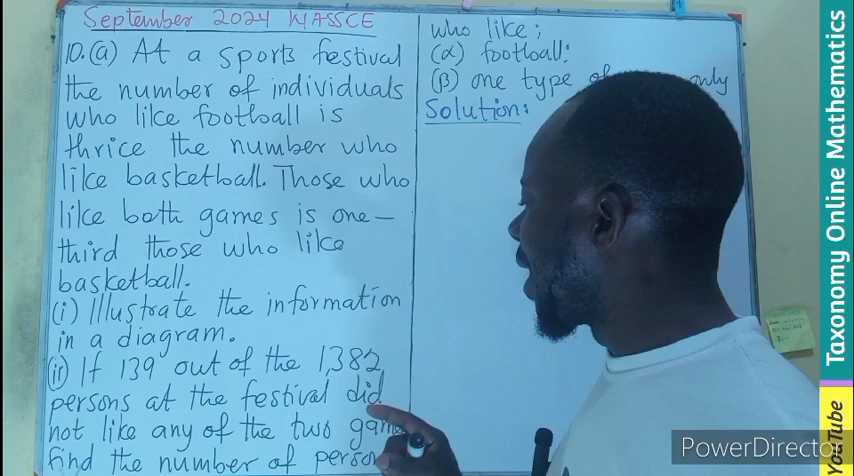 September 2024 WASSCE
10.(a) At a sports festival
the number of individuals
who like football is
thrice the number who
like basketball. Those who
like both games is one-
third those who like
basketball.
(i) Illustrate the information
in a diagram.
(ii) If 139 out of the 1,382
persons at the festival did
not like any of the two
find the number of
who like;
(α) football;
(β) one type only
Solution:
Taxonomy Online Mathematics
YouTube
PowerDirector